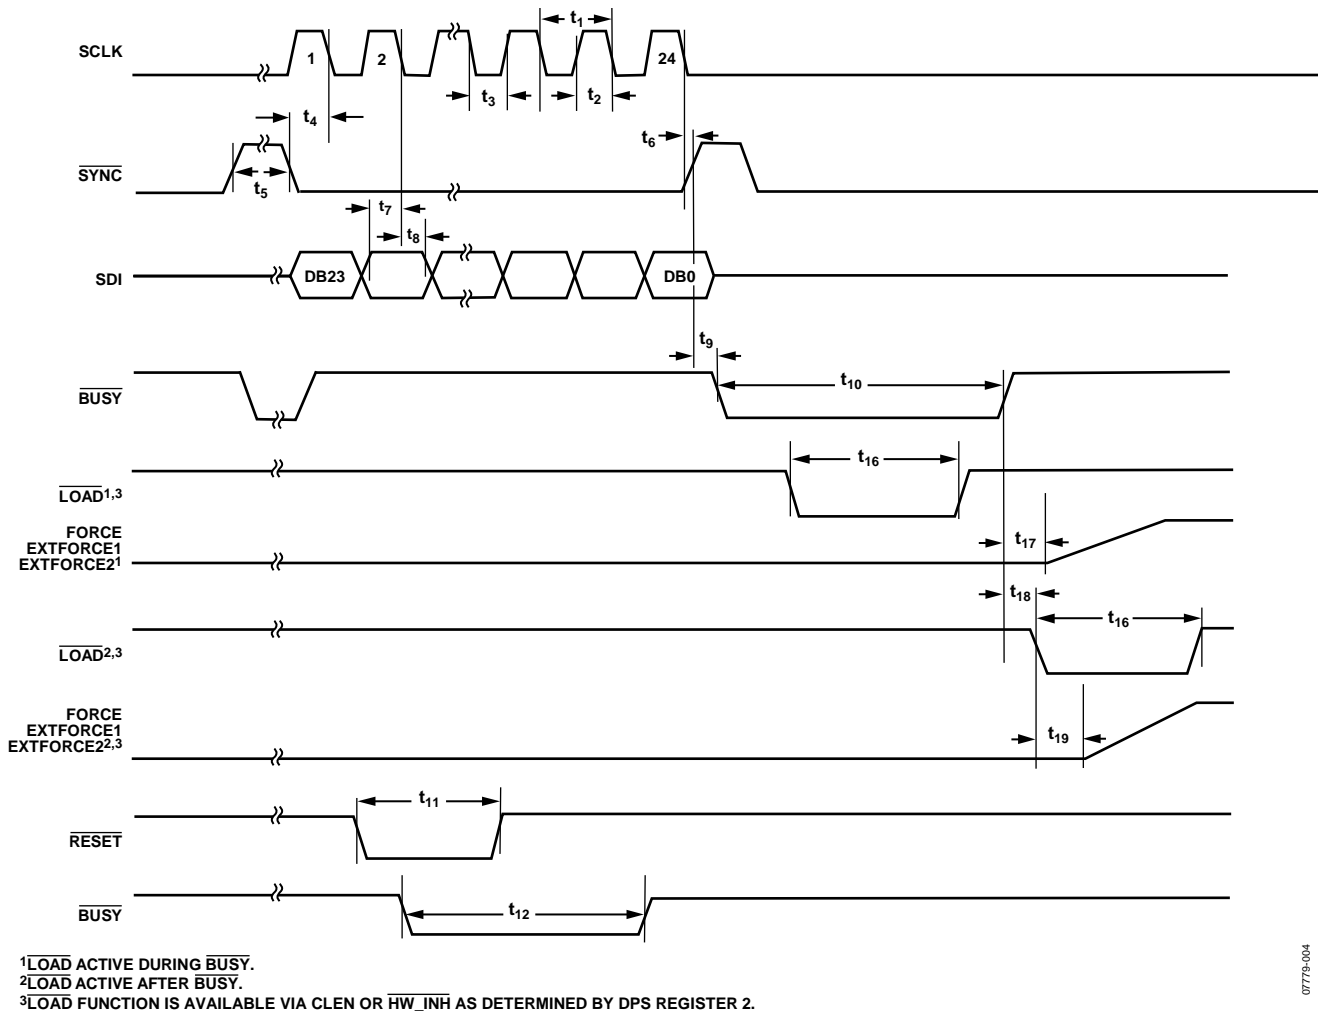 t1
SCLK
1
2
24
t3
t2
t4
t6
SYNC
t5
t7
t8
SDI
DB23
DB0
t9
BUSY
t10
LOAD1,3
t16
FORCE
EXTFORCE1
EXTFORCE21
t17
t18
LOAD2,3
t16
FORCE
EXTFORCE1
EXTFORCE22,3
t19
RESET
t11
BUSY
t12
1LOAD ACTIVE DURING BUSY.
2LOAD ACTIVE AFTER BUSY.
3LOAD FUNCTION IS AVAILABLE VIA CLEN OR HW_INH AS DETERMINED BY DPS REGISTER 2.
07779-004